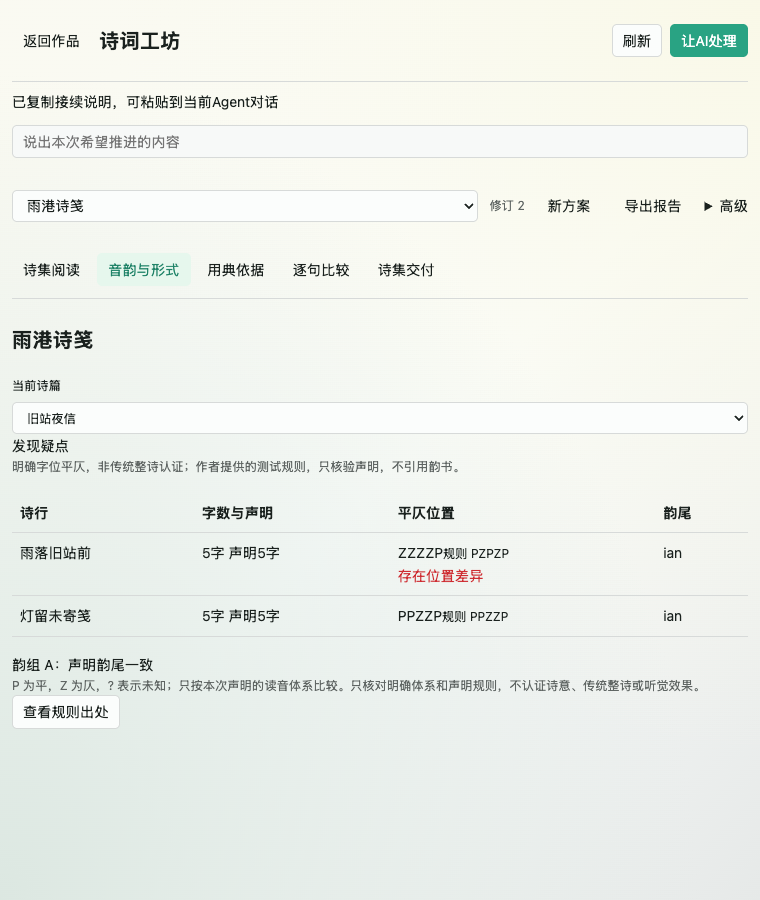 返回作品 诗词工坊 刷新 让AI处理
已复制接续说明，可粘贴到当前Agent对话
说出本次希望推进的内容
雨港诗笺 修订 2 新方案 导出报告 ▶ 高级
诗集阅读 音韵与形式 用典依据 逐句比较 诗集交付
雨港诗笺
当前诗篇
旧站夜信
发现疑点
明确字位平仄，非传统整诗认证；作者提供的测试规则，只核验声明，不引用韵书。
诗行 字数与声明 平仄位置 韵尾
雨落旧站前 5字 声明5字 ZZZZP规则 PZPZP ian
存在位置差异
灯留未寄笺 5字 声明5字 PPZZP规则 PPZZP ian
韵组 A：声明韵尾一致
P 为平，Z 为仄，? 表示未知；只按本次声明的读音体系比较。只核对明确体系和声明规则，不认证诗意、传统整诗或听觉效果。
查看规则出处